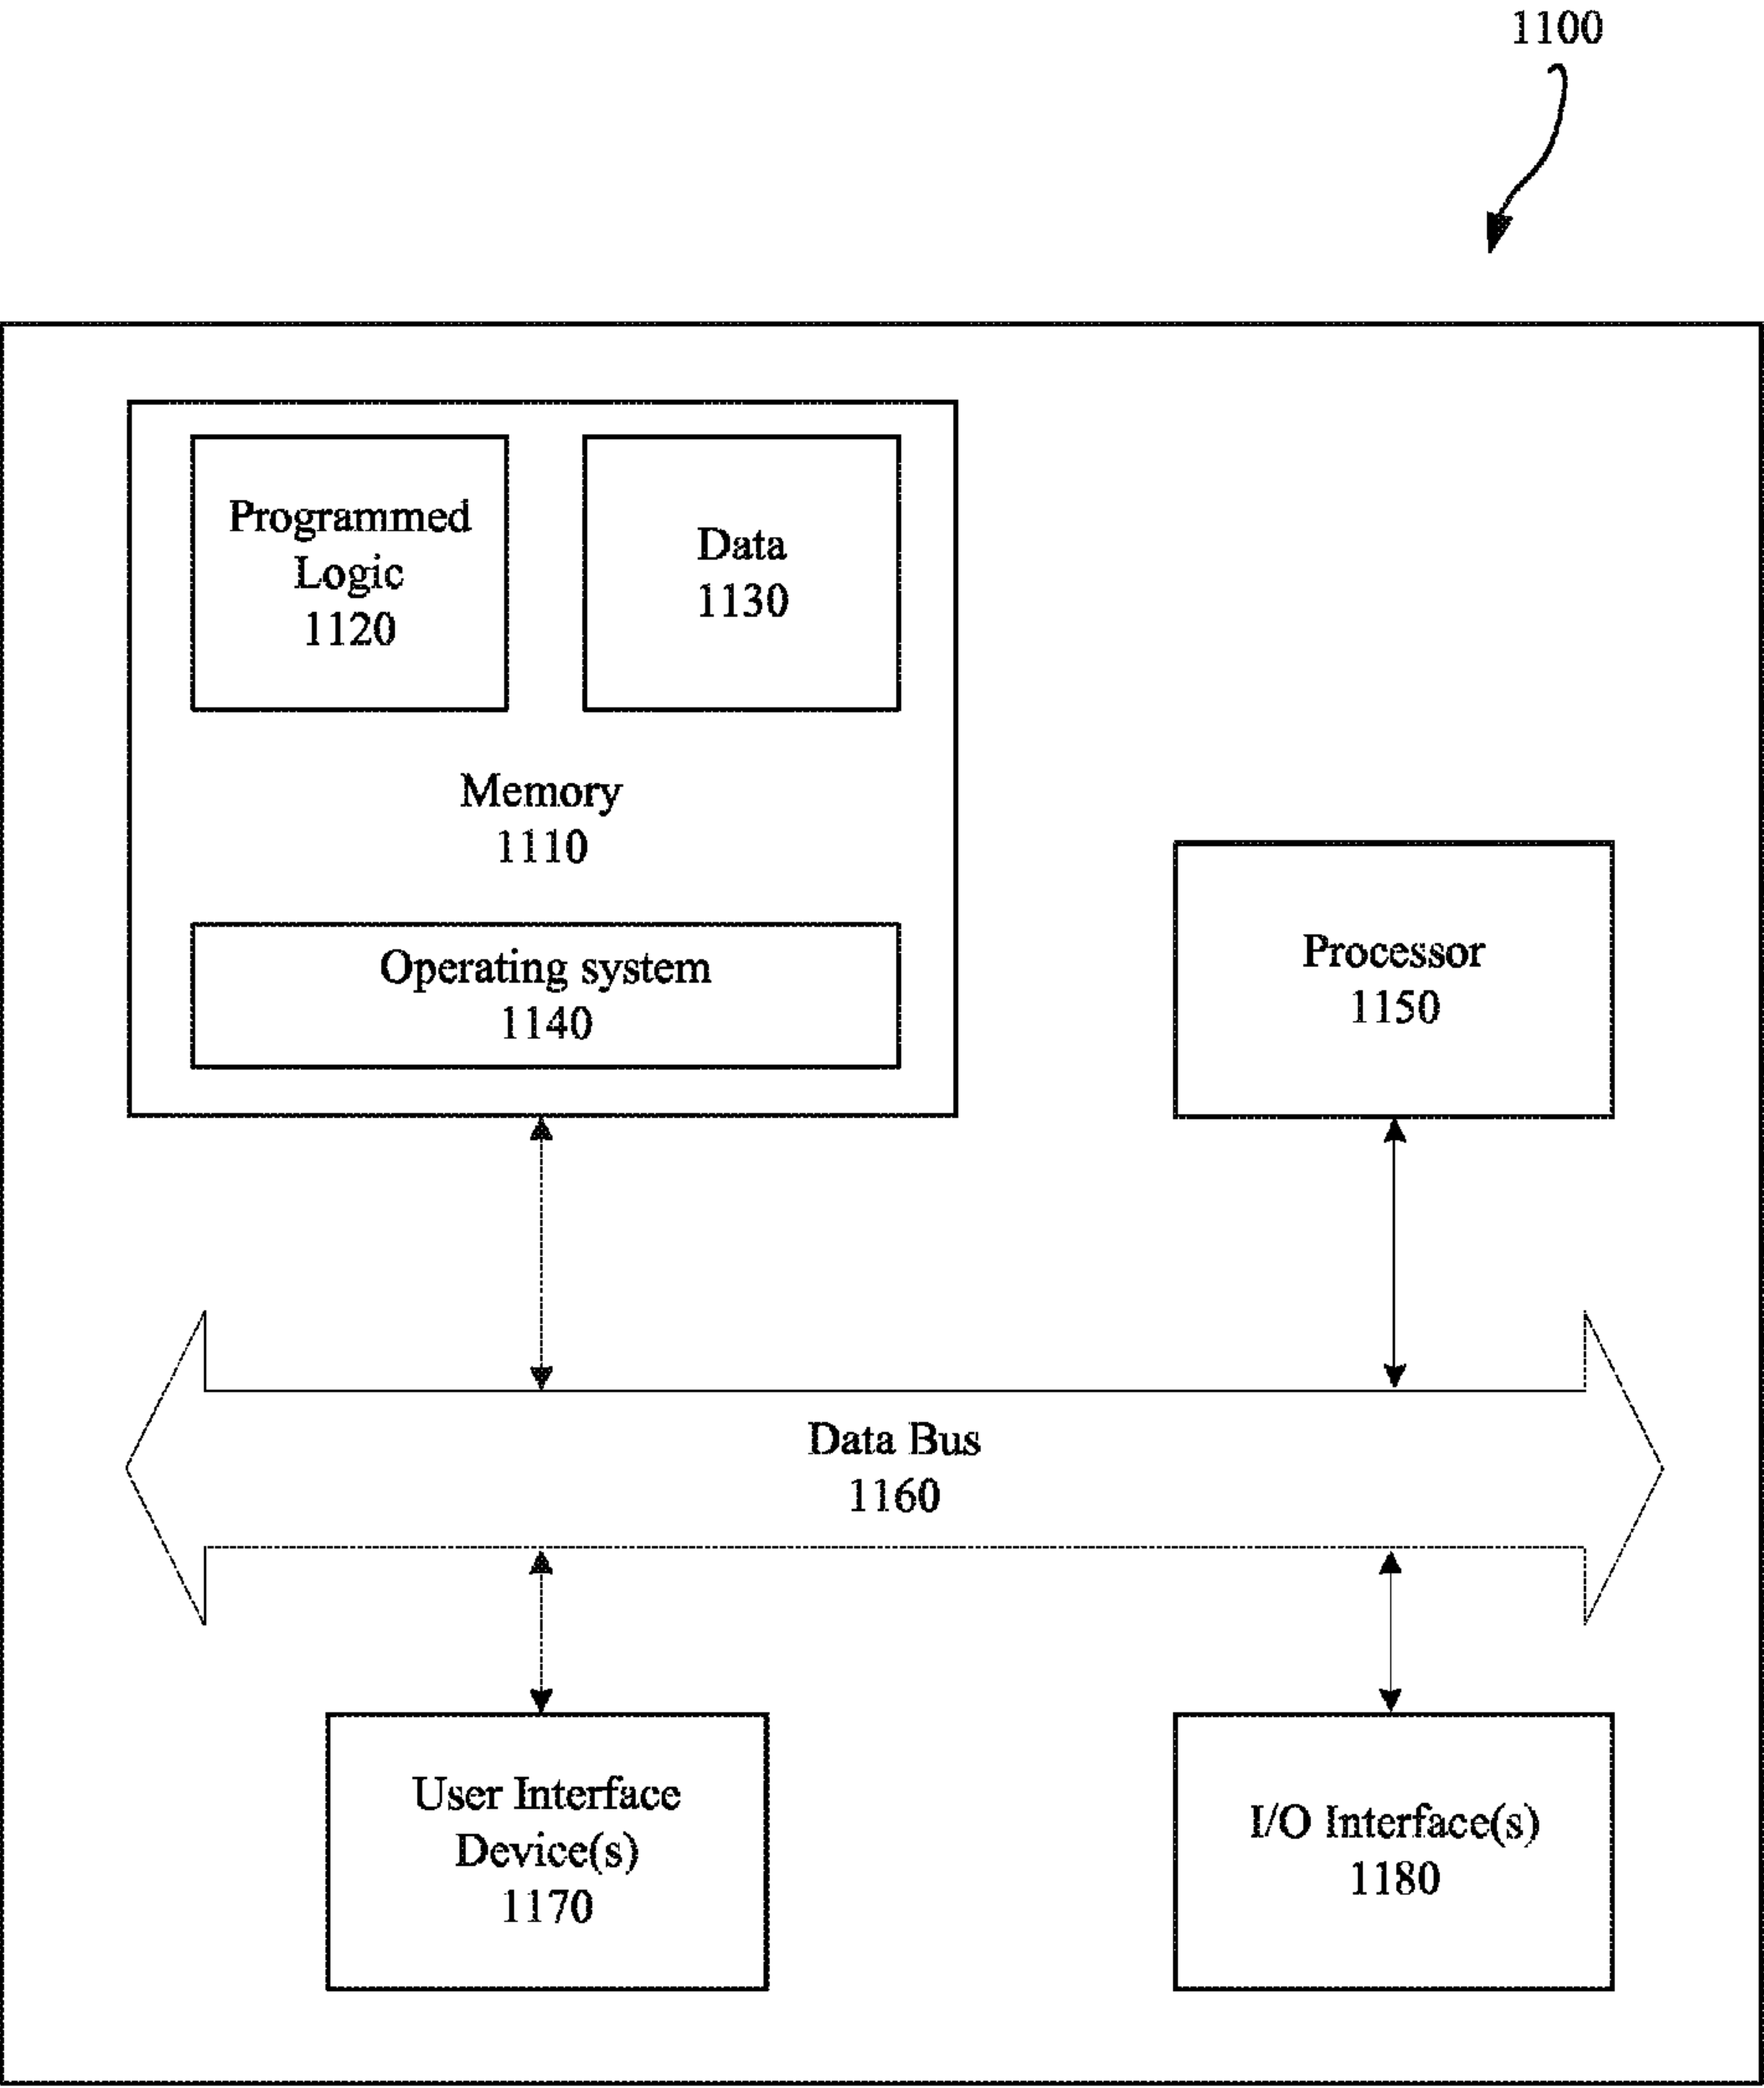 1100
Programmed
Logic
1120
Data
1130
Memory
1110
Operating system
1140
Processor
1150
Data Bus
1160
User Interface
Device(s)
1170
I/O Interface(s)
1180